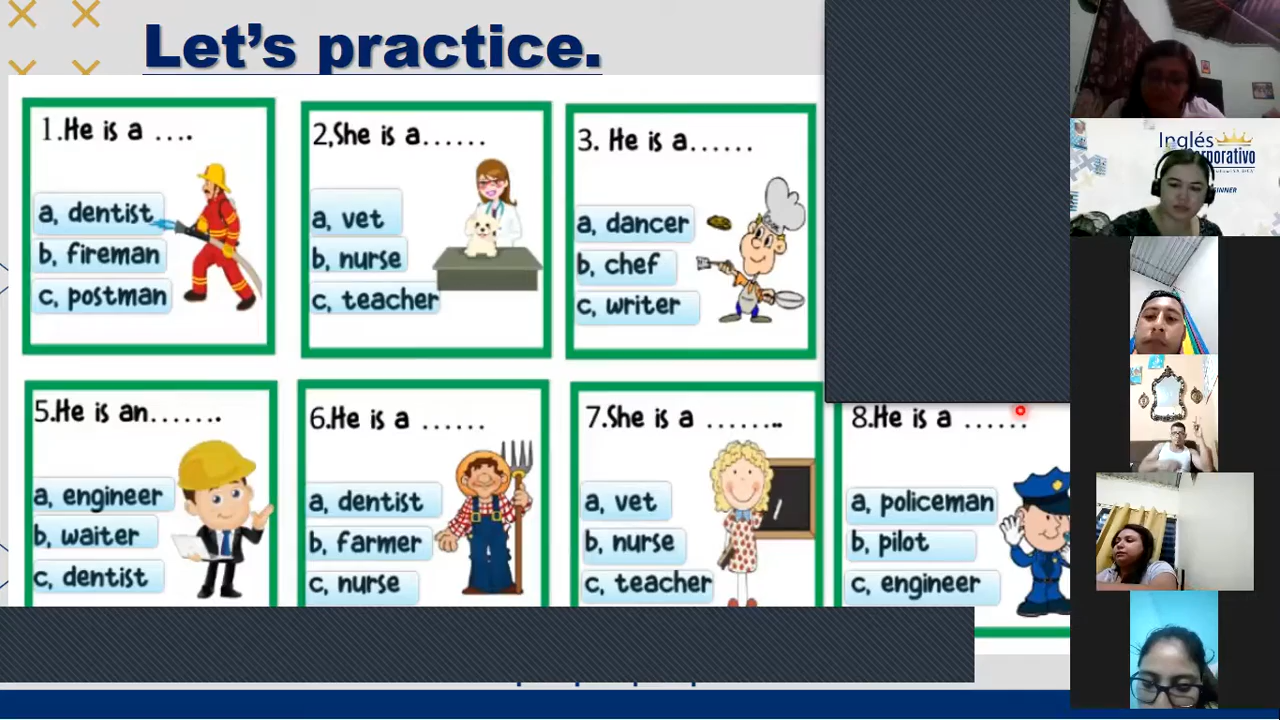 Let's practice.
1.He is a ....
a, dentist
b, fireman
c, postman
2,She is a......
a, vet
b, nurse
c, teacher
3. He is a......
a, dancer
b, chef
c, writer
5.He is an.......
a, engineer
b, waiter
c, dentist
6.He is a ......
a, dentist
b, farmer
c, nurse
7.She is a ........
a, vet
b, nurse
c, teacher
8.He is a ......
a, policeman
b, pilot
c, engineer
Inglés